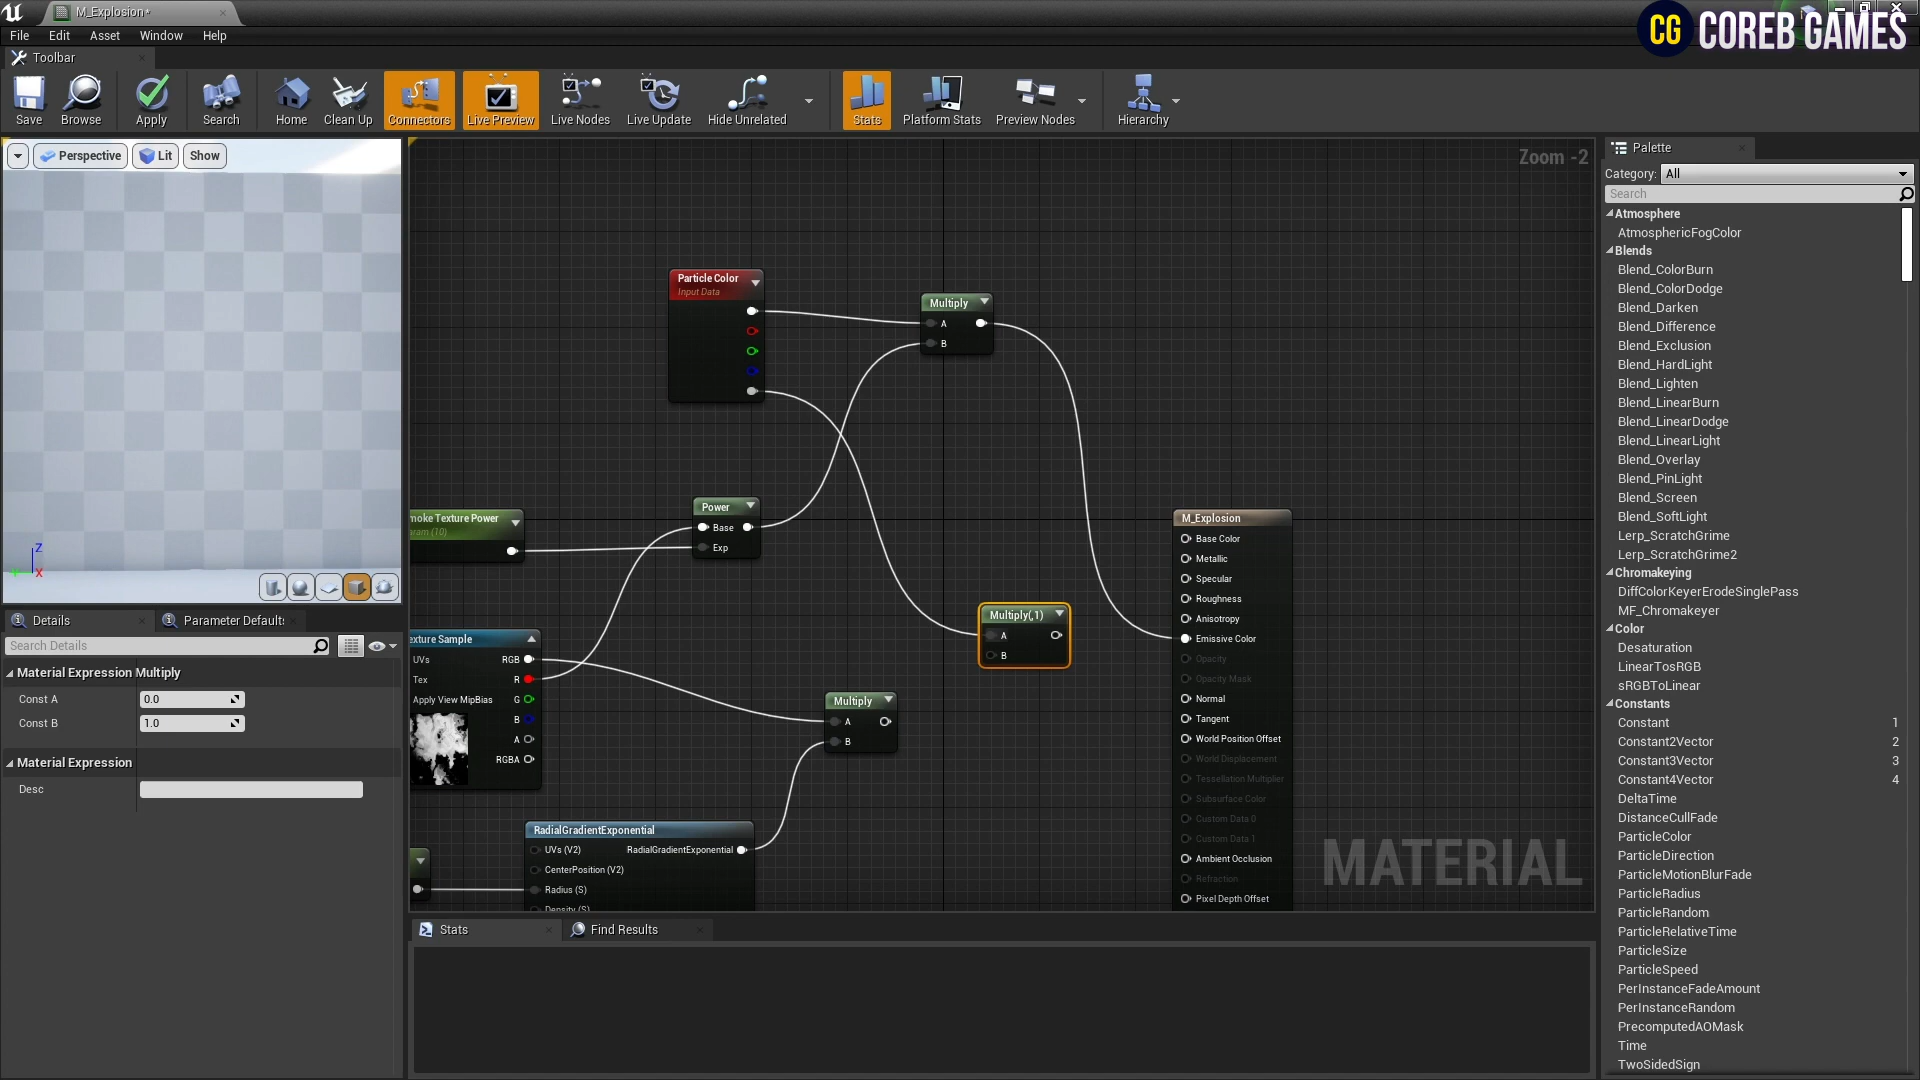 M_Explosion*
CG COREB GAMES
File Edit Asset Window Help
Toolbar
Save Browse Apply Search Home Clean Up Connectors Live Preview Live Nodes Live Update Hide Unrelated Stats Platform Stats Preview Nodes Hierarchy
Perspective Lit Show
Z
X
Zoom -2
Particle Color
Input Data
Multiply
A
B
Power
Base
Exp
moke Texture Power
aram (10)
exture Sample
UVs RGB
Tex R
Apply View MipBias G
B
A
RGBA
Multiply(,1)
A
B
Multiply
A
B
RadialGradientExponential
UVs (V2) RadialGradientExponential
CenterPosition (V2)
Radius (S)
Density (S)
M_Explosion
Base Color
Metallic
Specular
Roughness
Anisotropy
Emissive Color
Opacity
Opacity Mask
Normal
Tangent
World Position Offset
World Displacement
Tessellation Multiplier
Subsurface Color
Custom Data 0
Custom Data 1
Ambient Occlusion
Refraction
Pixel Depth Offset
MATERIAL
Details Parameter Default
Search Details
Material Expression Multiply
Const A 0.0
Const B 1.0
Material Expression
Desc
Stats Find Results
Palette
Category: All
Search
Atmosphere
AtmosphericFogColor
Blends
Blend_ColorBurn
Blend_ColorDodge
Blend_Darken
Blend_Difference
Blend_Exclusion
Blend_HardLight
Blend_Lighten
Blend_LinearBurn
Blend_LinearDodge
Blend_LinearLight
Blend_Overlay
Blend_PinLight
Blend_Screen
Blend_SoftLight
Lerp_ScratchGrime
Lerp_ScratchGrime2
Chromakeying
DiffColorKeyerErodeSinglePass
MF_Chromakeyer
Color
Desaturation
LinearTosRGB
sRGBToLinear
Constants
Constant 1
Constant2Vector 2
Constant3Vector 3
Constant4Vector 4
DeltaTime
DistanceCullFade
ParticleColor
ParticleDirection
ParticleMotionBlurFade
ParticleRadius
ParticleRandom
ParticleRelativeTime
ParticleSize
ParticleSpeed
PerInstanceFadeAmount
PerInstanceRandom
PrecomputedAOMask
Time
TwoSidedSign